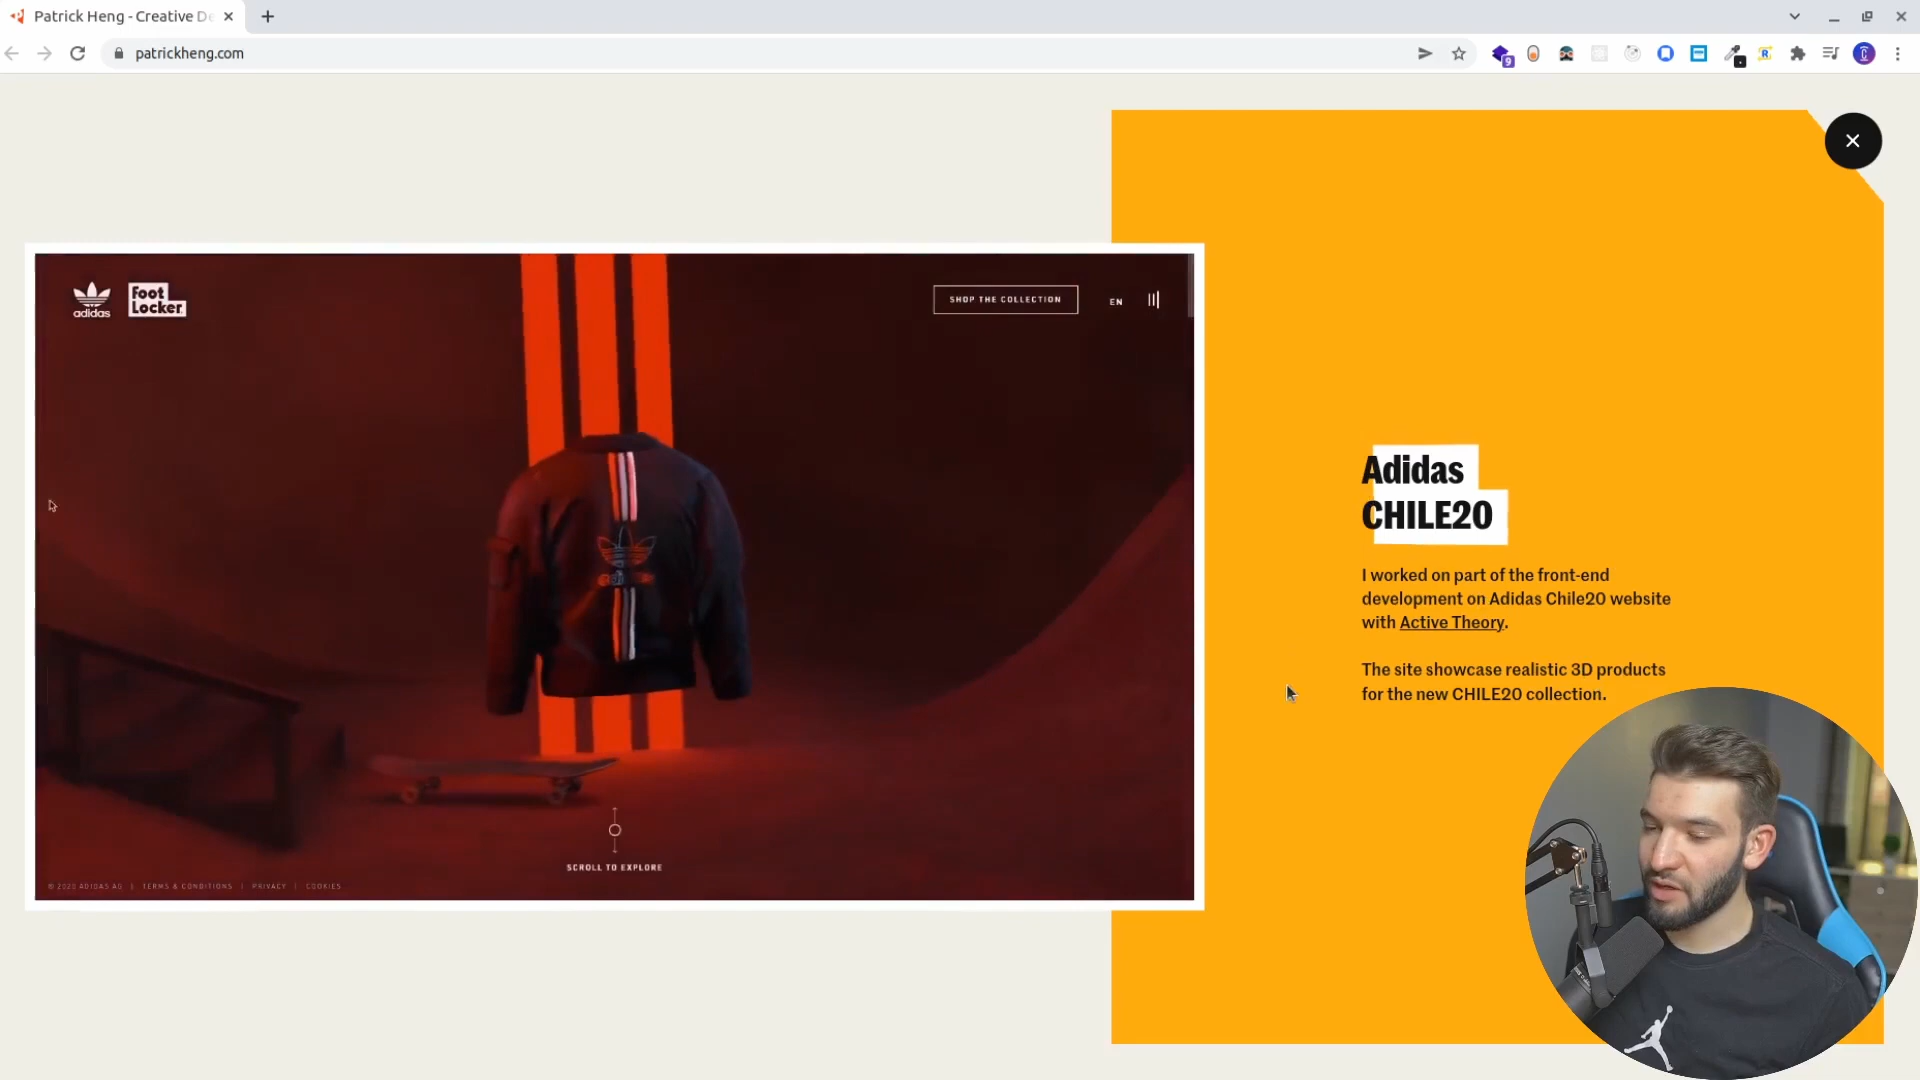 Patrick Heng - Creative De
patrickheng.com
9
R
adidas
Foot
Locker
SHOP THE COLLECTION
EN
SCROLL TO EXPLORE
© 2020 ADIDAS AG | TERMS & CONDITIONS | PRIVACY | COOKIES
Adidas
CHILE20
I worked on part of the front-end
development on Adidas Chile20 website
with Active Theory.
The site showcase realistic 3D products
for the new CHILE20 collection.